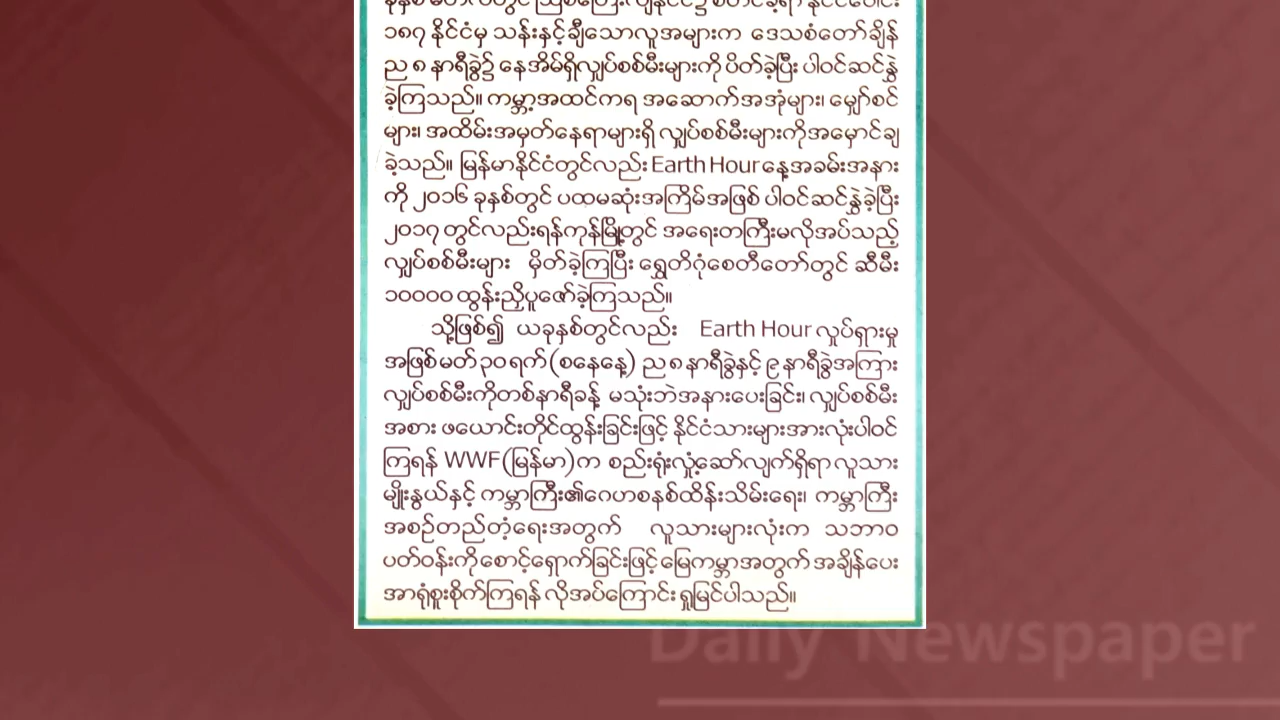 ၁၈၇ နိုင်ငံမှ သန်းနှင့်ချီသောလူအများက ဒေသစံတော်ချိန်
ည ၈ နာရီခွဲ၌ နေအိမ်ရှိလျှပ်စစ်မီးများကို ပိတ်ခဲ့ပြီး ပါဝင်ဆင်နွှဲ
ခဲ့ကြသည်။ ကမ္ဘာ့အထင်ကရ အဆောက်အအုံများ၊ မျှော်စင်
များ၊ အထိမ်းအမှတ်နေရာများရှိ လျှပ်စစ်မီးများကိုအမှောင်ချ
ခဲ့သည်။ မြန်မာနိုင်ငံတွင်လည်း Earth Hour နေ့အခမ်းအနား
ကို ၂၀၁၆ ခုနှစ်တွင် ပထမဆုံးအကြိမ်အဖြစ် ပါဝင်ဆင်နွှဲခဲ့ပြီး
၂၀၁၇ တွင်လည်းရန်ကုန်မြို့တွင် အရေးတကြီးမလိုအပ်သည့်
လျှပ်စစ်မီးများ မှိတ်ခဲ့ကြပြီး ရွှေတိဂုံစေတီတော်တွင် ဆီမီး
၁၀၀၀၀ ထွန်းညှိပူဇော်ခဲ့ကြသည်။
သို့ဖြစ်၍ ယခုနှစ်တွင်လည်း Earth Hour လှုပ်ရှားမှု
အဖြစ် မတ် ၃၀ ရက် (စနေနေ့) ည ၈ နာရီခွဲနှင့် ၉ နာရီခွဲအကြား
လျှပ်စစ်မီးကိုတစ်နာရီခန့် မသုံးဘဲအနားပေးခြင်း၊ လျှပ်စစ်မီး
အစား ဖယောင်းတိုင်ထွန်းခြင်းဖြင့် နိုင်ငံသားများအားလုံးပါဝင်
ကြရန် WWF (မြန်မာ)က စည်းရုံးလှုံ့ဆော်လျက်ရှိရာ လူသား
မျိုးနွယ်နှင့် ကမ္ဘာကြီး၏ဂေဟစနစ်ထိန်းသိမ်းရေး၊ ကမ္ဘာကြီး
အစဉ်တည်တံ့ရေးအတွက် လူသားများလုံးက သဘာဝ
ပတ်ဝန်းကိုစောင့်ရှောက်ခြင်းဖြင့် မြေကမ္ဘာအတွက် အချိန်ပေး
အာရုံစူးစိုက်ကြရန် လိုအပ်ကြောင်း ရှုမြင်ပါသည်။
Daily Newspaper